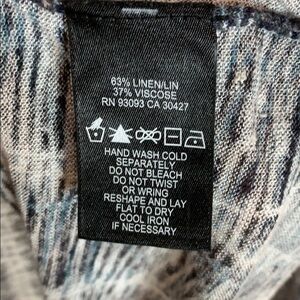 63% LINEN/LIN
37% VISCOSE
RN 93093 CA 30427
HAND WASH COLD
SEPARATELY
DO NOT BLEACH
DO NOT TWIST
OR WRING
RESHAPE AND LAY
FLAT TO DRY
COOL IRON
IF NECESSARY